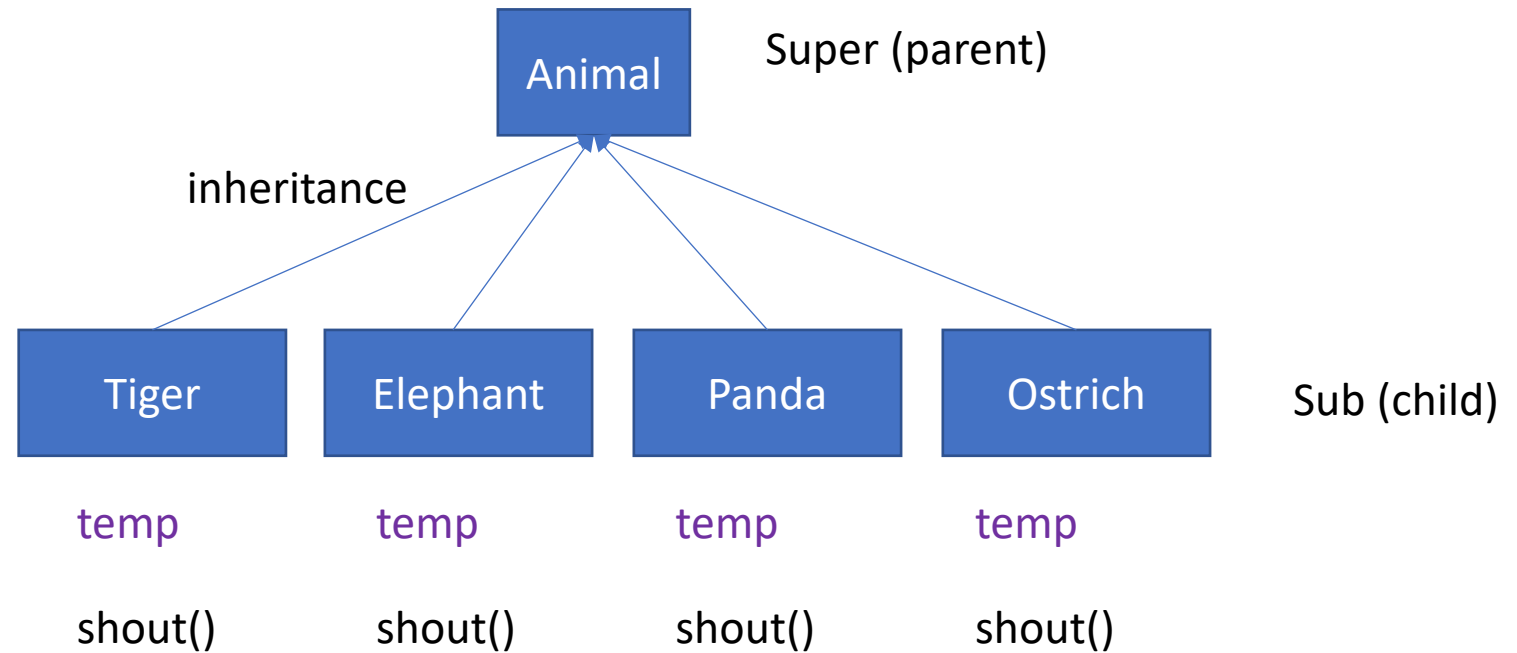 Animal
Super (parent)
inheritance
Tiger
Elephant
Panda
Ostrich
Sub (child)
temp
temp
temp
temp
shout()
shout()
shout()
shout()